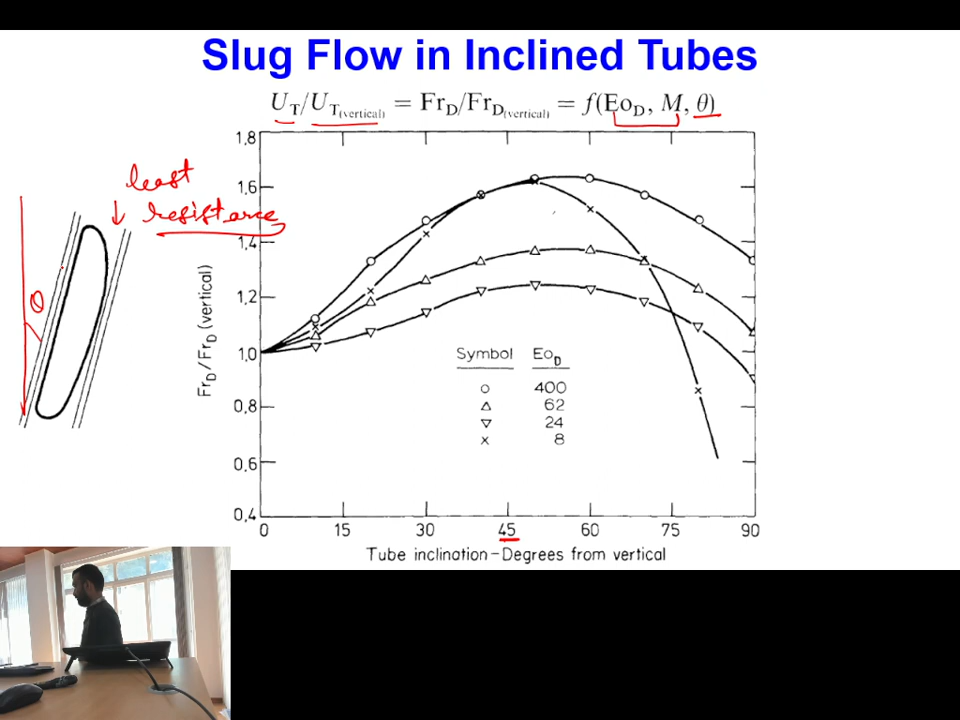 Slug Flow in Inclined Tubes
U_T/U_T(vertical) = Fr_D/Fr_D(vertical) = f(Eo_D, M, θ)
least
↓ resistance
θ
Fr_D/Fr_D (vertical)
1,8
1,6
1,4
1,2
1,0
0,8
0,6
0,4
Symbol Eo_D
○ 400
△ 62
▽ 24
× 8
0 15 30 45 60 75 90
Tube inclination–Degrees from vertical